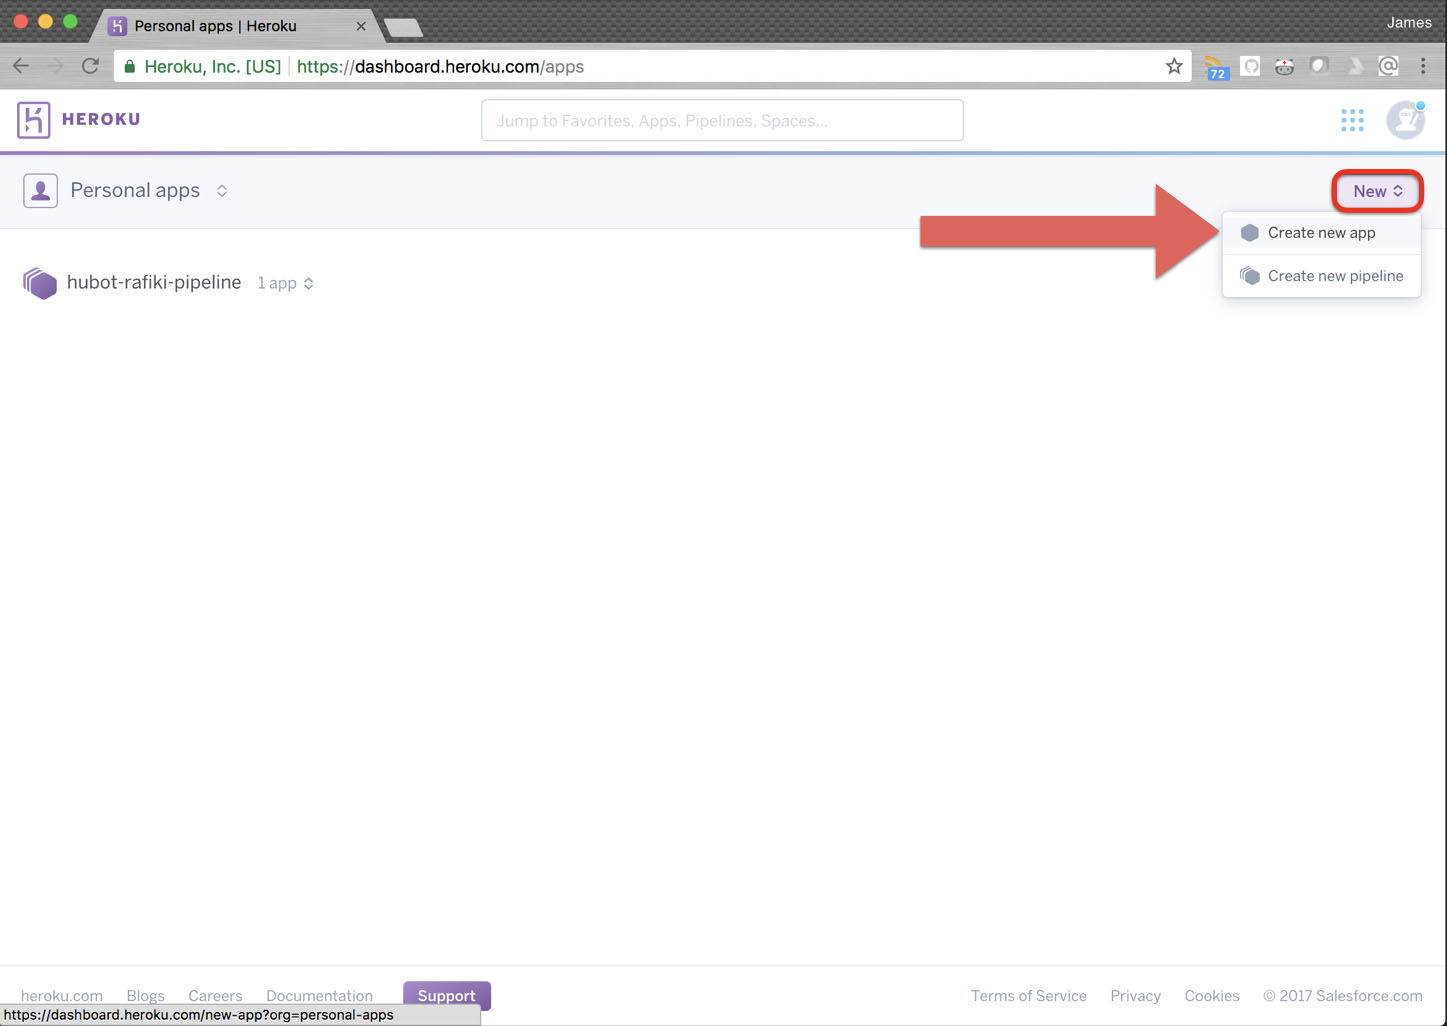 Personal apps | Heroku
James
Heroku, Inc. [US] https://dashboard.heroku.com/apps
72
HEROKU
Jump to Favorites, Apps, Pipelines, Spaces...
Personal apps
New
Create new app
Create new pipeline
hubot-rafiki-pipeline 1 app
heroku.com Blogs Careers Documentation Support Terms of Service Privacy Cookies © 2017 Salesforce.com
https://dashboard.heroku.com/new-app?org=personal-apps